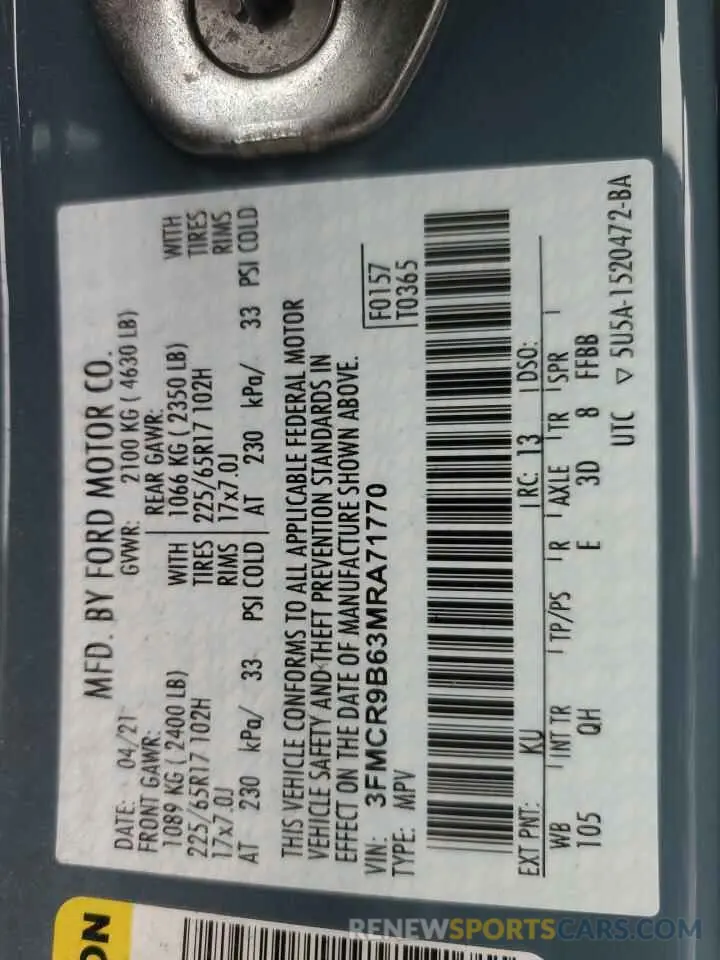 MFD. BY FORD MOTOR CO.
DATE: 04/21 GVWR: 2100 KG ( 4630 LB)
FRONT GAWR: REAR GAWR:
1089 KG ( 2400 LB) WITH 1066 KG ( 2350 LB) WITH
225/65R17 102H TIRES 225/65R17 102H TIRES
17x7.0J RIMS 17x7.0J RIMS
AT 230 kPa/ 33 PSI COLD AT 230 kPa/ 33 PSI COLD
THIS VEHICLE CONFORMS TO ALL APPLICABLE FEDERAL MOTOR
VEHICLE SAFETY AND THEFT PREVENTION STANDARDS IN
EFFECT ON THE DATE OF MANUFACTURE SHOWN ABOVE.
VIN: 3FMCR9B63MRA71770 F0157
TYPE: MPV T0365
EXT PNT: KU RC: 13 DSO:
WB INT TR TP/PS R AXLE TR SPR
105 QH E 3D 8 FFBB
UTC ▽ 5U5A-1520472-BA
ON
RENEWSPORTSCARS.COM